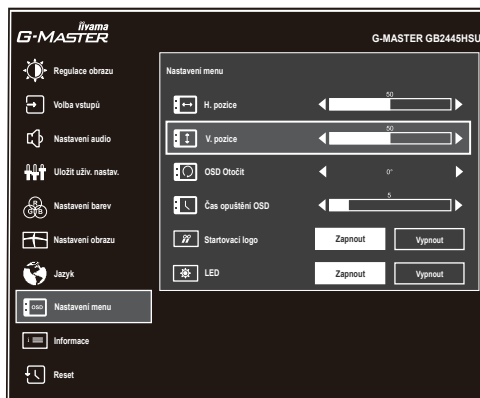 iiyama
G-MASTER
G-MASTER GB2445HSU
Regulace obrazu
Volba vstupů
Nastavení audio
Uložit uživ. nastav.
R G B
Nastavení barev
Nastavení obrazu
Jazyk
OSD
Nastavení menu
i
Informace
Reset
Nastavení menu
H. pozice
50
V. pozice
50
OSD Otočit
0°
Čas opuštění OSD
5
Startovací logo
Zapnout
Vypnout
LED
Zapnout
Vypnout